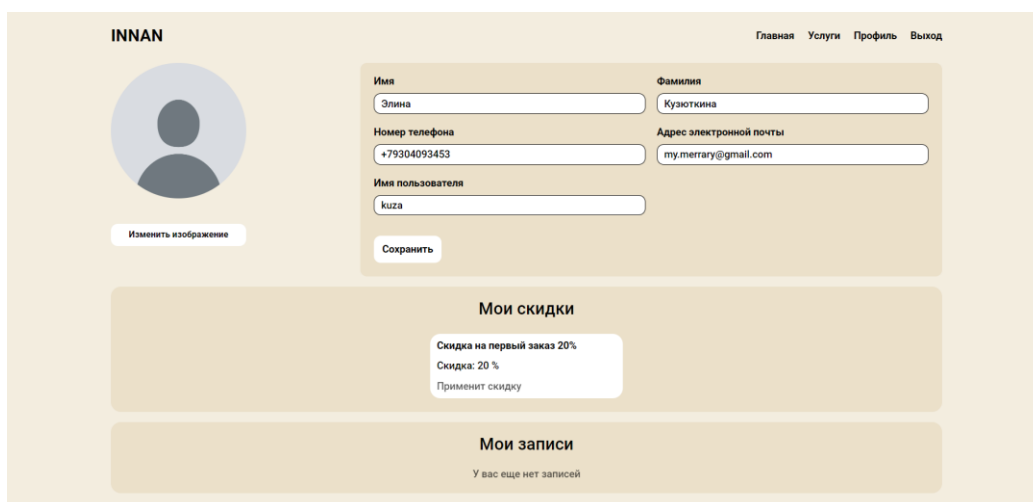 INNAN
Главная Услуги Профиль Выход
Имя
Элина
Фамилия
Кузюткина
Номер телефона
+79304093453
Адрес электронной почты
my.merrary@gmail.com
Имя пользователя
kuza
Изменить изображение
Сохранить
Мои скидки
Скидка на первый заказ 20%
Скидка: 20 %
Применит скидку
Мои записи
У вас еще нет записей